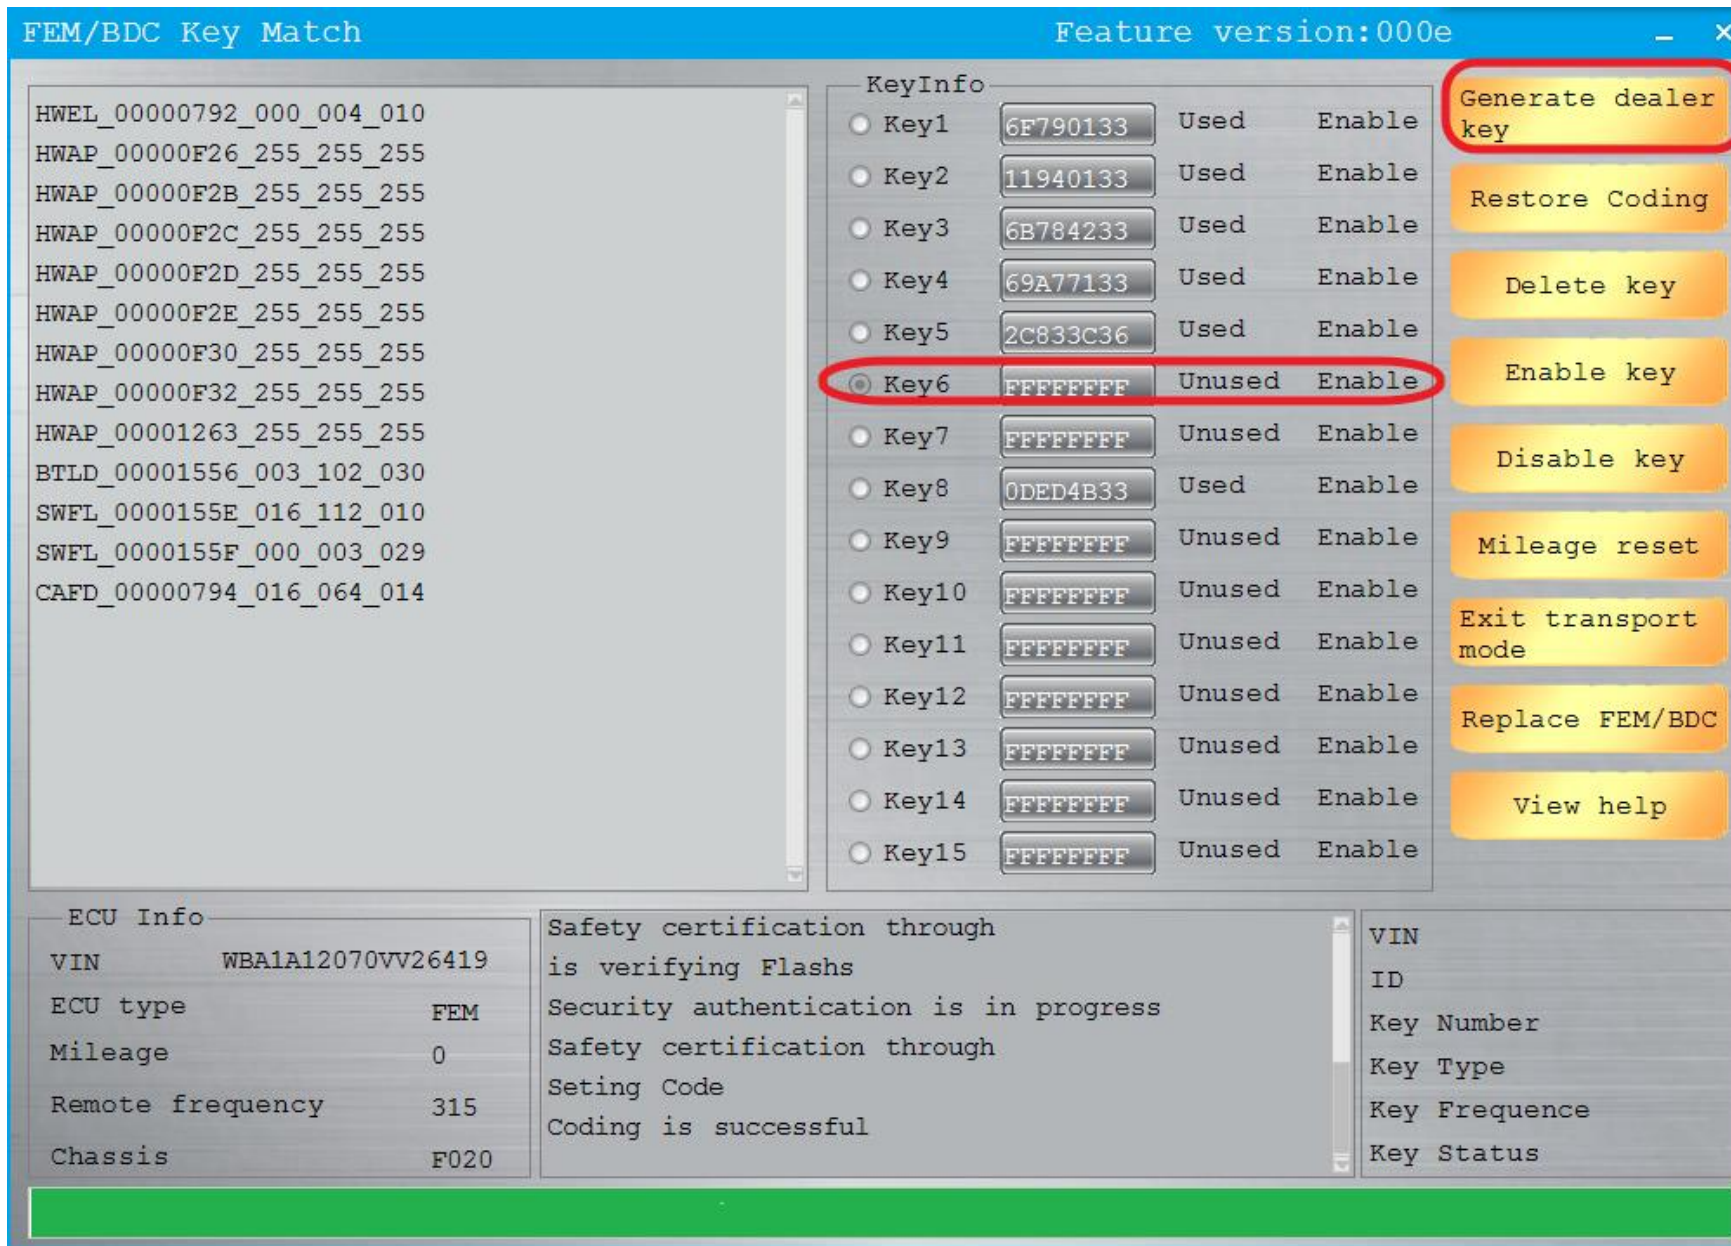 FEM/BDC Key Match Feature version:000e
HWEL_00000792_000_004_010
HWAP_00000F26_255_255_255
HWAP_00000F2B_255_255_255
HWAP_00000F2C_255_255_255
HWAP_00000F2D_255_255_255
HWAP_00000F2E_255_255_255
HWAP_00000F30_255_255_255
HWAP_00000F32_255_255_255
HWAP_00001263_255_255_255
BTLD_00001556_003_102_030
SWFL_0000155E_016_112_010
SWFL_0000155F_000_003_029
CAFD_00000794_016_064_014
KeyInfo
Key1 6F790133 Used Enable
Key2 11940133 Used Enable
Key3 6B784233 Used Enable
Key4 69A77133 Used Enable
Key5 2C833C36 Used Enable
Key6 FFFFFFFF Unused Enable
Key7 FFFFFFFF Unused Enable
Key8 0DED4B33 Used Enable
Key9 FFFFFFFF Unused Enable
Key10 FFFFFFFF Unused Enable
Key11 FFFFFFFF Unused Enable
Key12 FFFFFFFF Unused Enable
Key13 FFFFFFFF Unused Enable
Key14 FFFFFFFF Unused Enable
Key15 FFFFFFFF Unused Enable
Generate dealer
key
Restore Coding
Delete key
Enable key
Disable key
Mileage reset
Exit transport
mode
Replace FEM/BDC
View help
ECU Info
VIN WBA1A12070VV26419
ECU type FEM
Mileage 0
Remote frequency 315
Chassis F020
Safety certification through
is verifying Flashs
Security authentication is in progress
Safety certification through
Seting Code
Coding is successful
VIN
ID
Key Number
Key Type
Key Frequence
Key Status